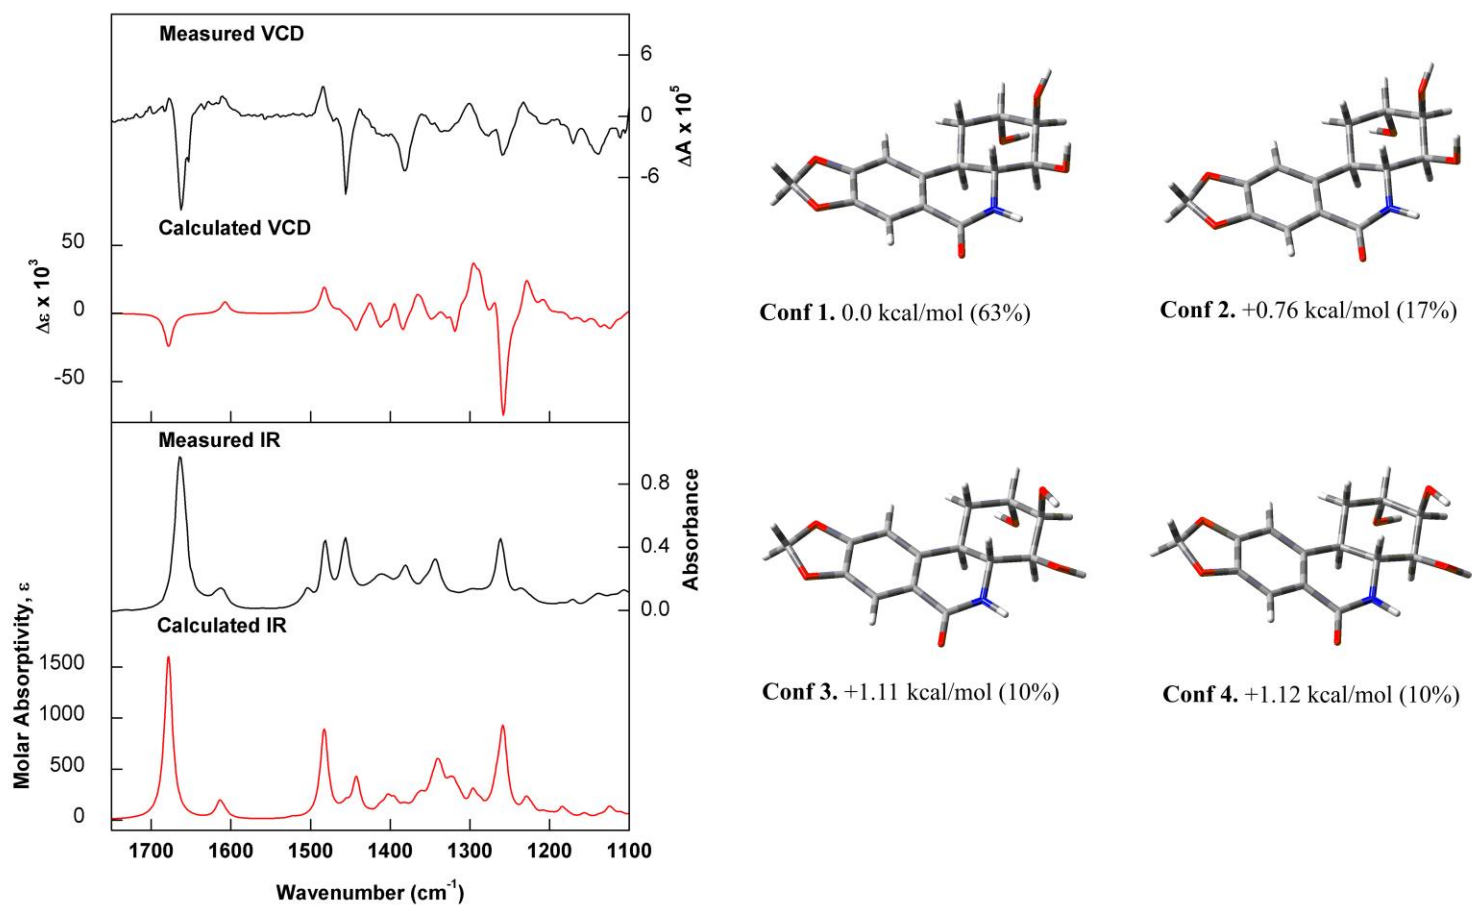 Measured VCD
6
0
-6
ΔA x 10⁵
Calculated VCD
50
0
-50
Δε x 10³
Measured IR
0.8
0.4
0.0
Absorbance
Calculated IR
1500
1000
500
0
Molar Absorptivity, ε
1700 1600 1500 1400 1300 1200 1100
Wavenumber (cm⁻¹)
Conf 1. 0.0 kcal/mol (63%)
Conf 2. +0.76 kcal/mol (17%)
Conf 3. +1.11 kcal/mol (10%)
Conf 4. +1.12 kcal/mol (10%)